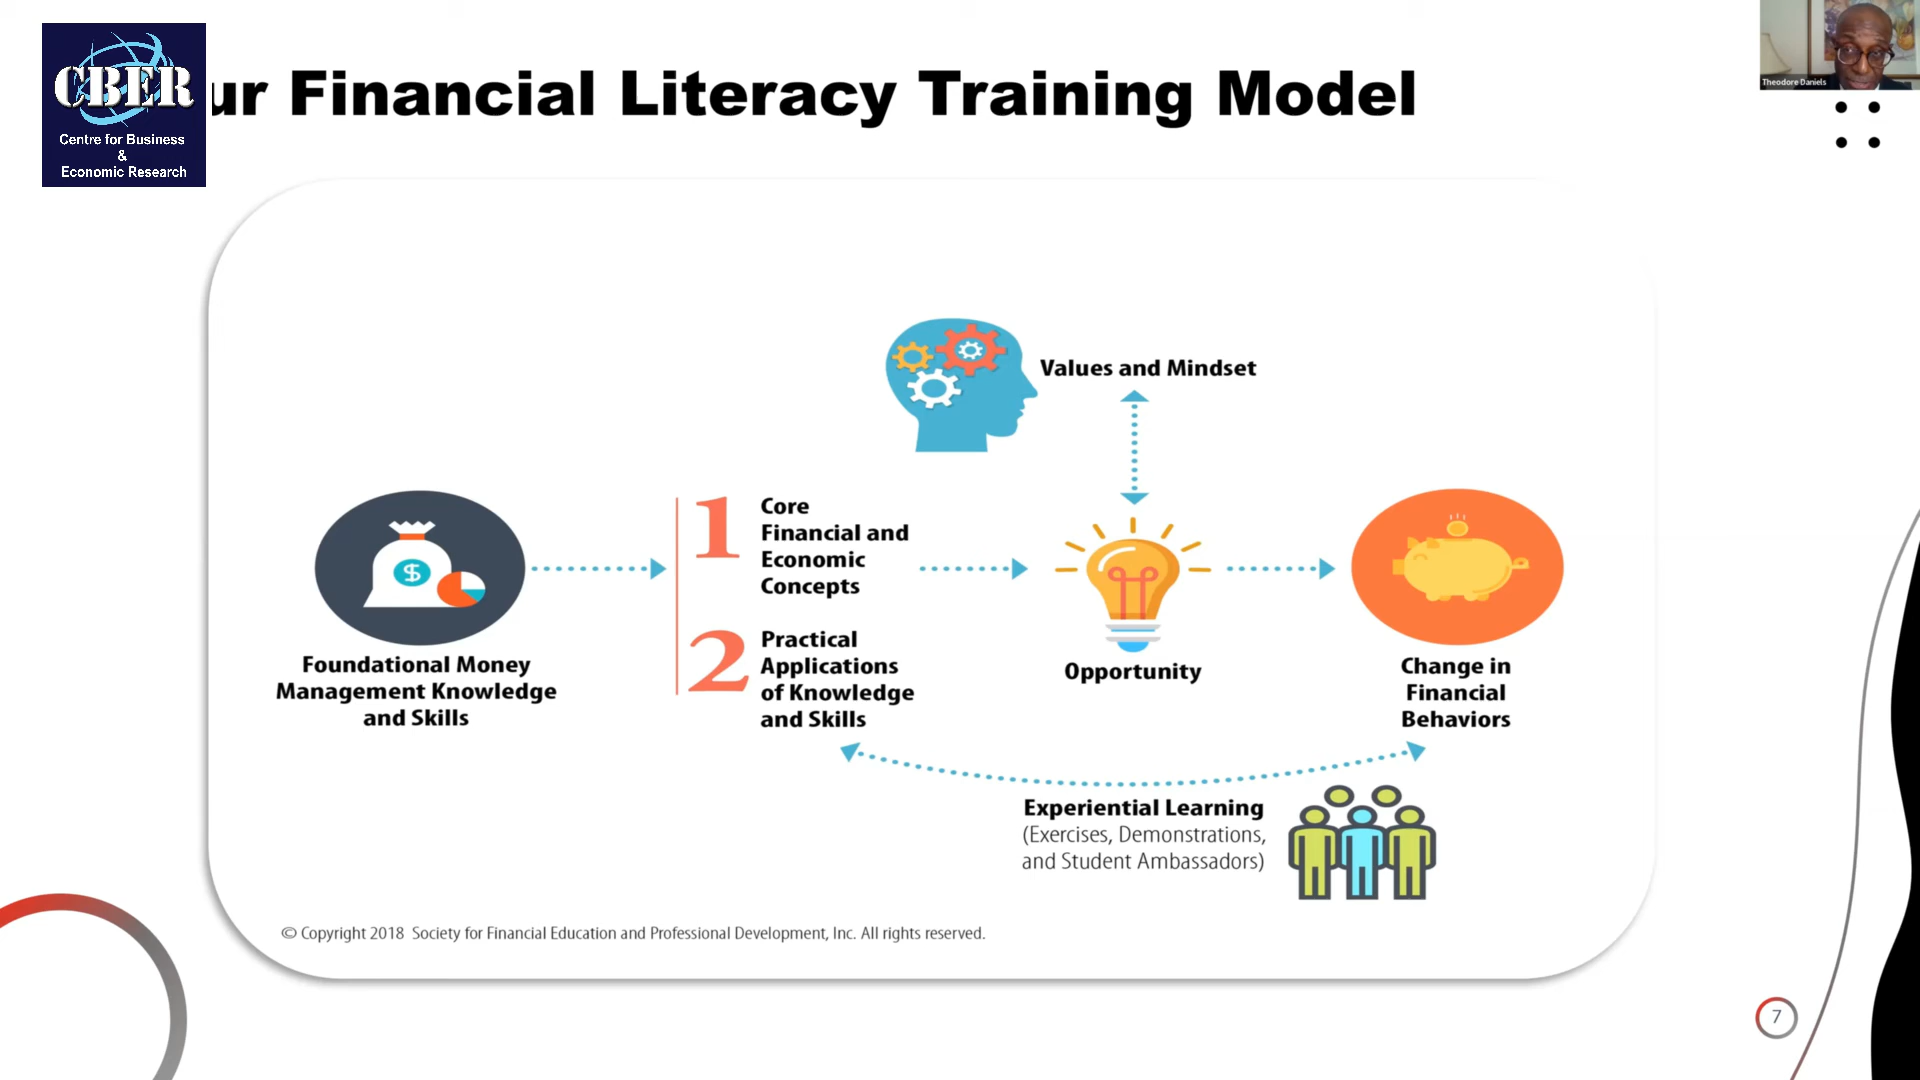 CBER
Centre for Business
&
Economic Research
ur Financial Literacy Training Model
Theodore Daniels
Values and Mindset
1
Core
Financial and
Economic
Concepts
2
Practical
Applications
of Knowledge
and Skills
$
Foundational Money
Management Knowledge
and Skills
Opportunity
Change in
Financial
Behaviors
Experiential Learning
(Exercises, Demonstrations,
and Student Ambassadors)
© Copyright 2018 Society for Financial Education and Professional Development, Inc. All rights reserved.
7